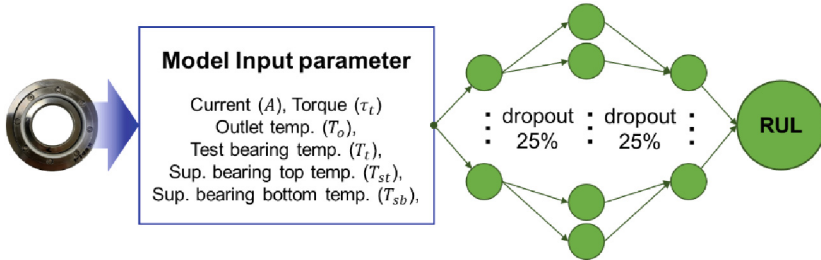 Model Input parameter
Current (A), Torque (τ_t)
Outlet temp. (T_o),
Test bearing temp. (T_t),
Sup. bearing top temp. (T_st),
Sup. bearing bottom temp. (T_sb),
dropout dropout
25% 25%
RUL